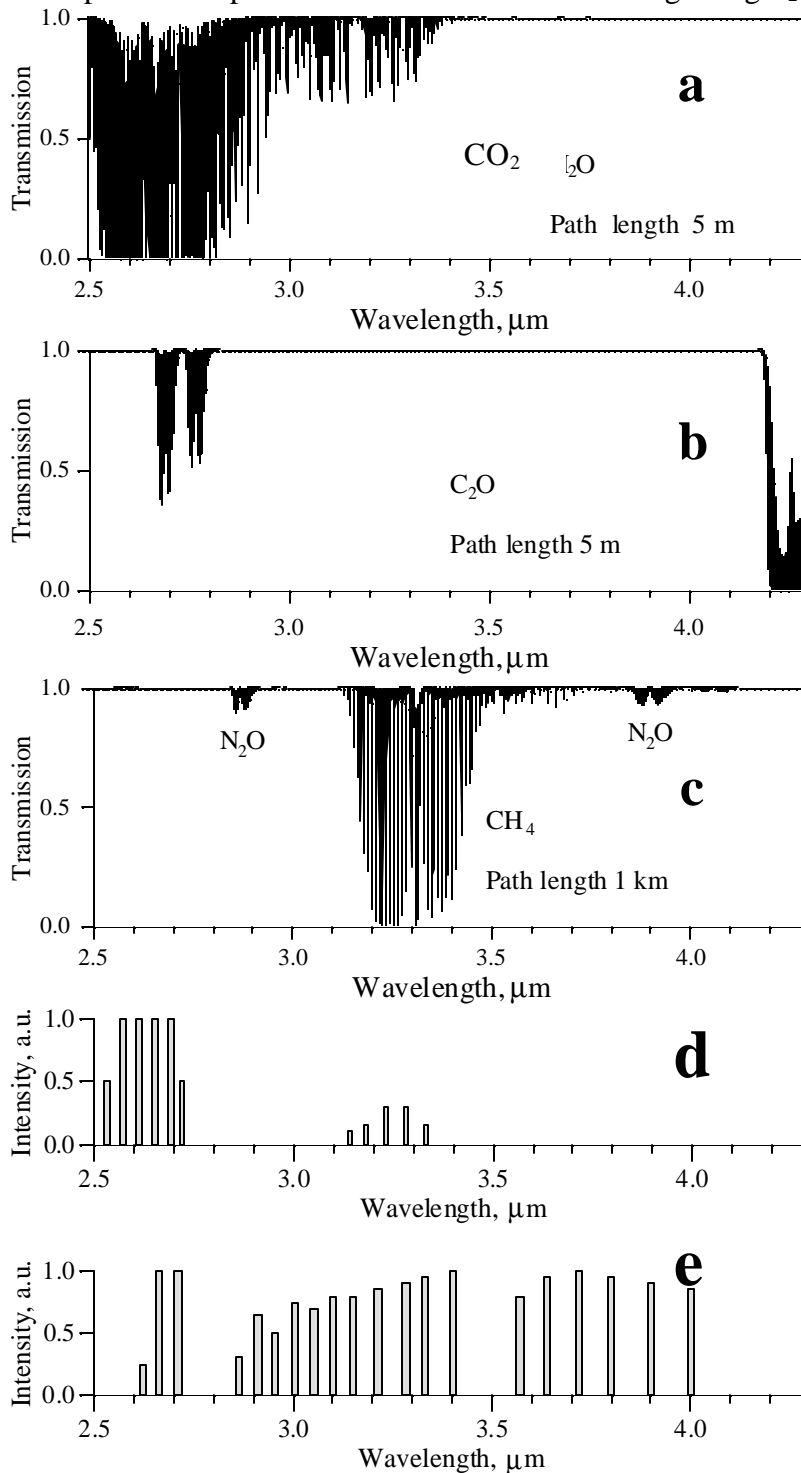 1.0
a
Transmission
0.5
CO₂ ₂O
Path length 5 m
0.0
2.5 3.0 3.5 4.0
Wavelength, µm
1.0
b
Transmission
0.5
C₂O
Path length 5 m
0.0
2.5 3.0 3.5 4.0
Wavelength, µm
1.0
N₂O N₂O
c
Transmission
0.5
CH₄
Path length 1 km
0.0
2.5 3.0 3.5 4.0
Wavelength, µm
Intensity, a.u.
1.0
d
0.5
0.0
2.5 3.0 3.5 4.0
Wavelength, µm
Intensity, a.u.
1.0
e
0.5
0.0
2.5 3.0 3.5 4.0
Wavelength, µm